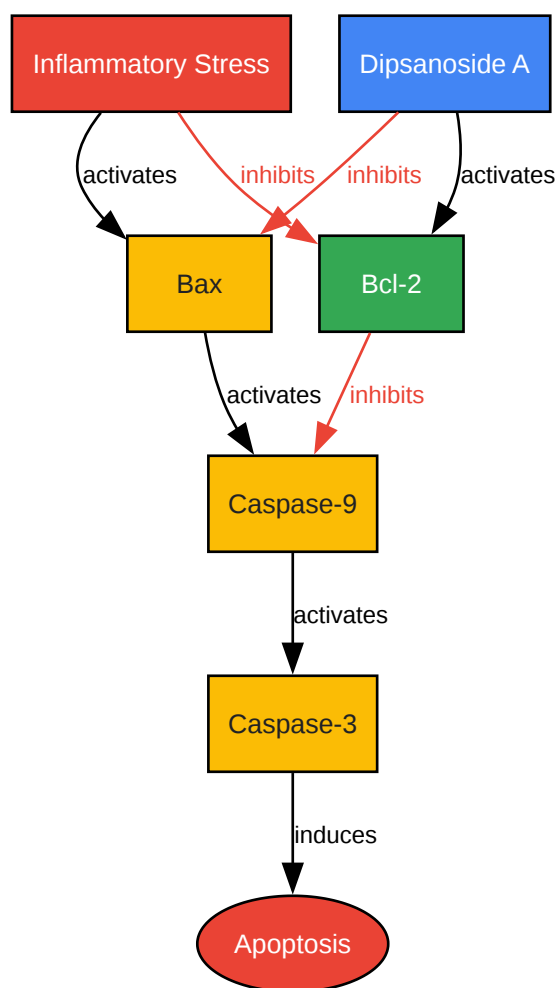 Inflammatory Stress
Dipsanoside A
activates
inhibits
inhibits
activates
Bax
Bcl-2
activates
inhibits
Caspase-9
activates
Caspase-3
induces
Apoptosis